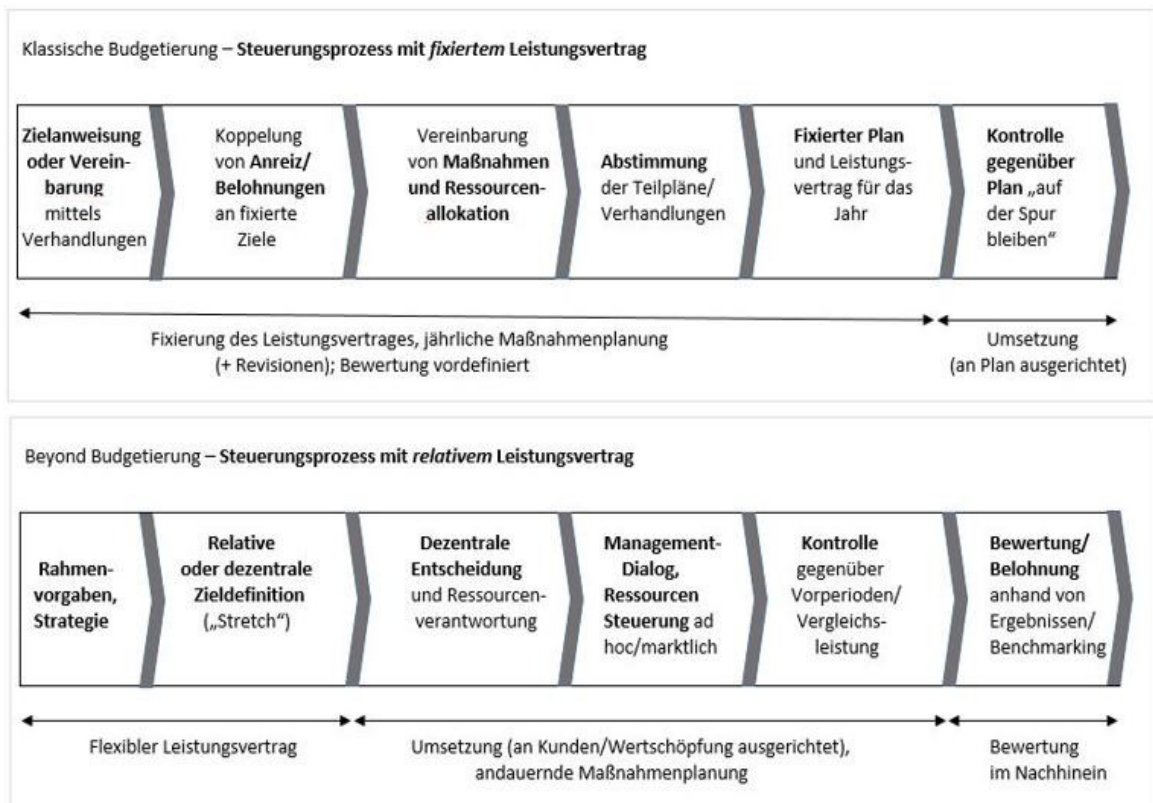 Klassische Budgetierung – Steuerungsprozess mit fixiertem Leistungsvertrag
Zielanweisung
oder Verein-
barung
mittels
Verhandlungen
Koppelung
von Anreiz/
Belohnungen
an fixierte
Ziele
Vereinbarung
von Maßnahmen
und Ressourcen-
allokation
Abstimmung
der Teilpläne/
Verhandlungen
Fixierter Plan
und Leistungs-
vertrag für das
Jahr
Kontrolle
gegenüber
Plan „auf
der Spur
bleiben“
Fixierung des Leistungsvertrages, jährliche Maßnahmenplanung
(+ Revisionen); Bewertung vordefiniert
Umsetzung
(an Plan ausgerichtet)
Beyond Budgetierung – Steuerungsprozess mit relativem Leistungsvertrag
Rahmen-
vorgaben,
Strategie
Relative
oder dezentrale
Zieldefinition
(„Stretch“)
Dezentrale
Entscheidung
und Ressourcen-
verantwortung
Management-
Dialog,
Ressourcen
Steuerung ad
hoc/marktlich
Kontrolle
gegenüber
Vorperioden/
Vergleichs-
leistung
Bewertung/
Belohnung
anhand von
Ergebnissen/
Benchmarking
Flexibler Leistungsvertrag
Umsetzung (an Kunden/Wertschöpfung ausgerichtet),
andauernde Maßnahmenplanung
Bewertung
im Nachhinein